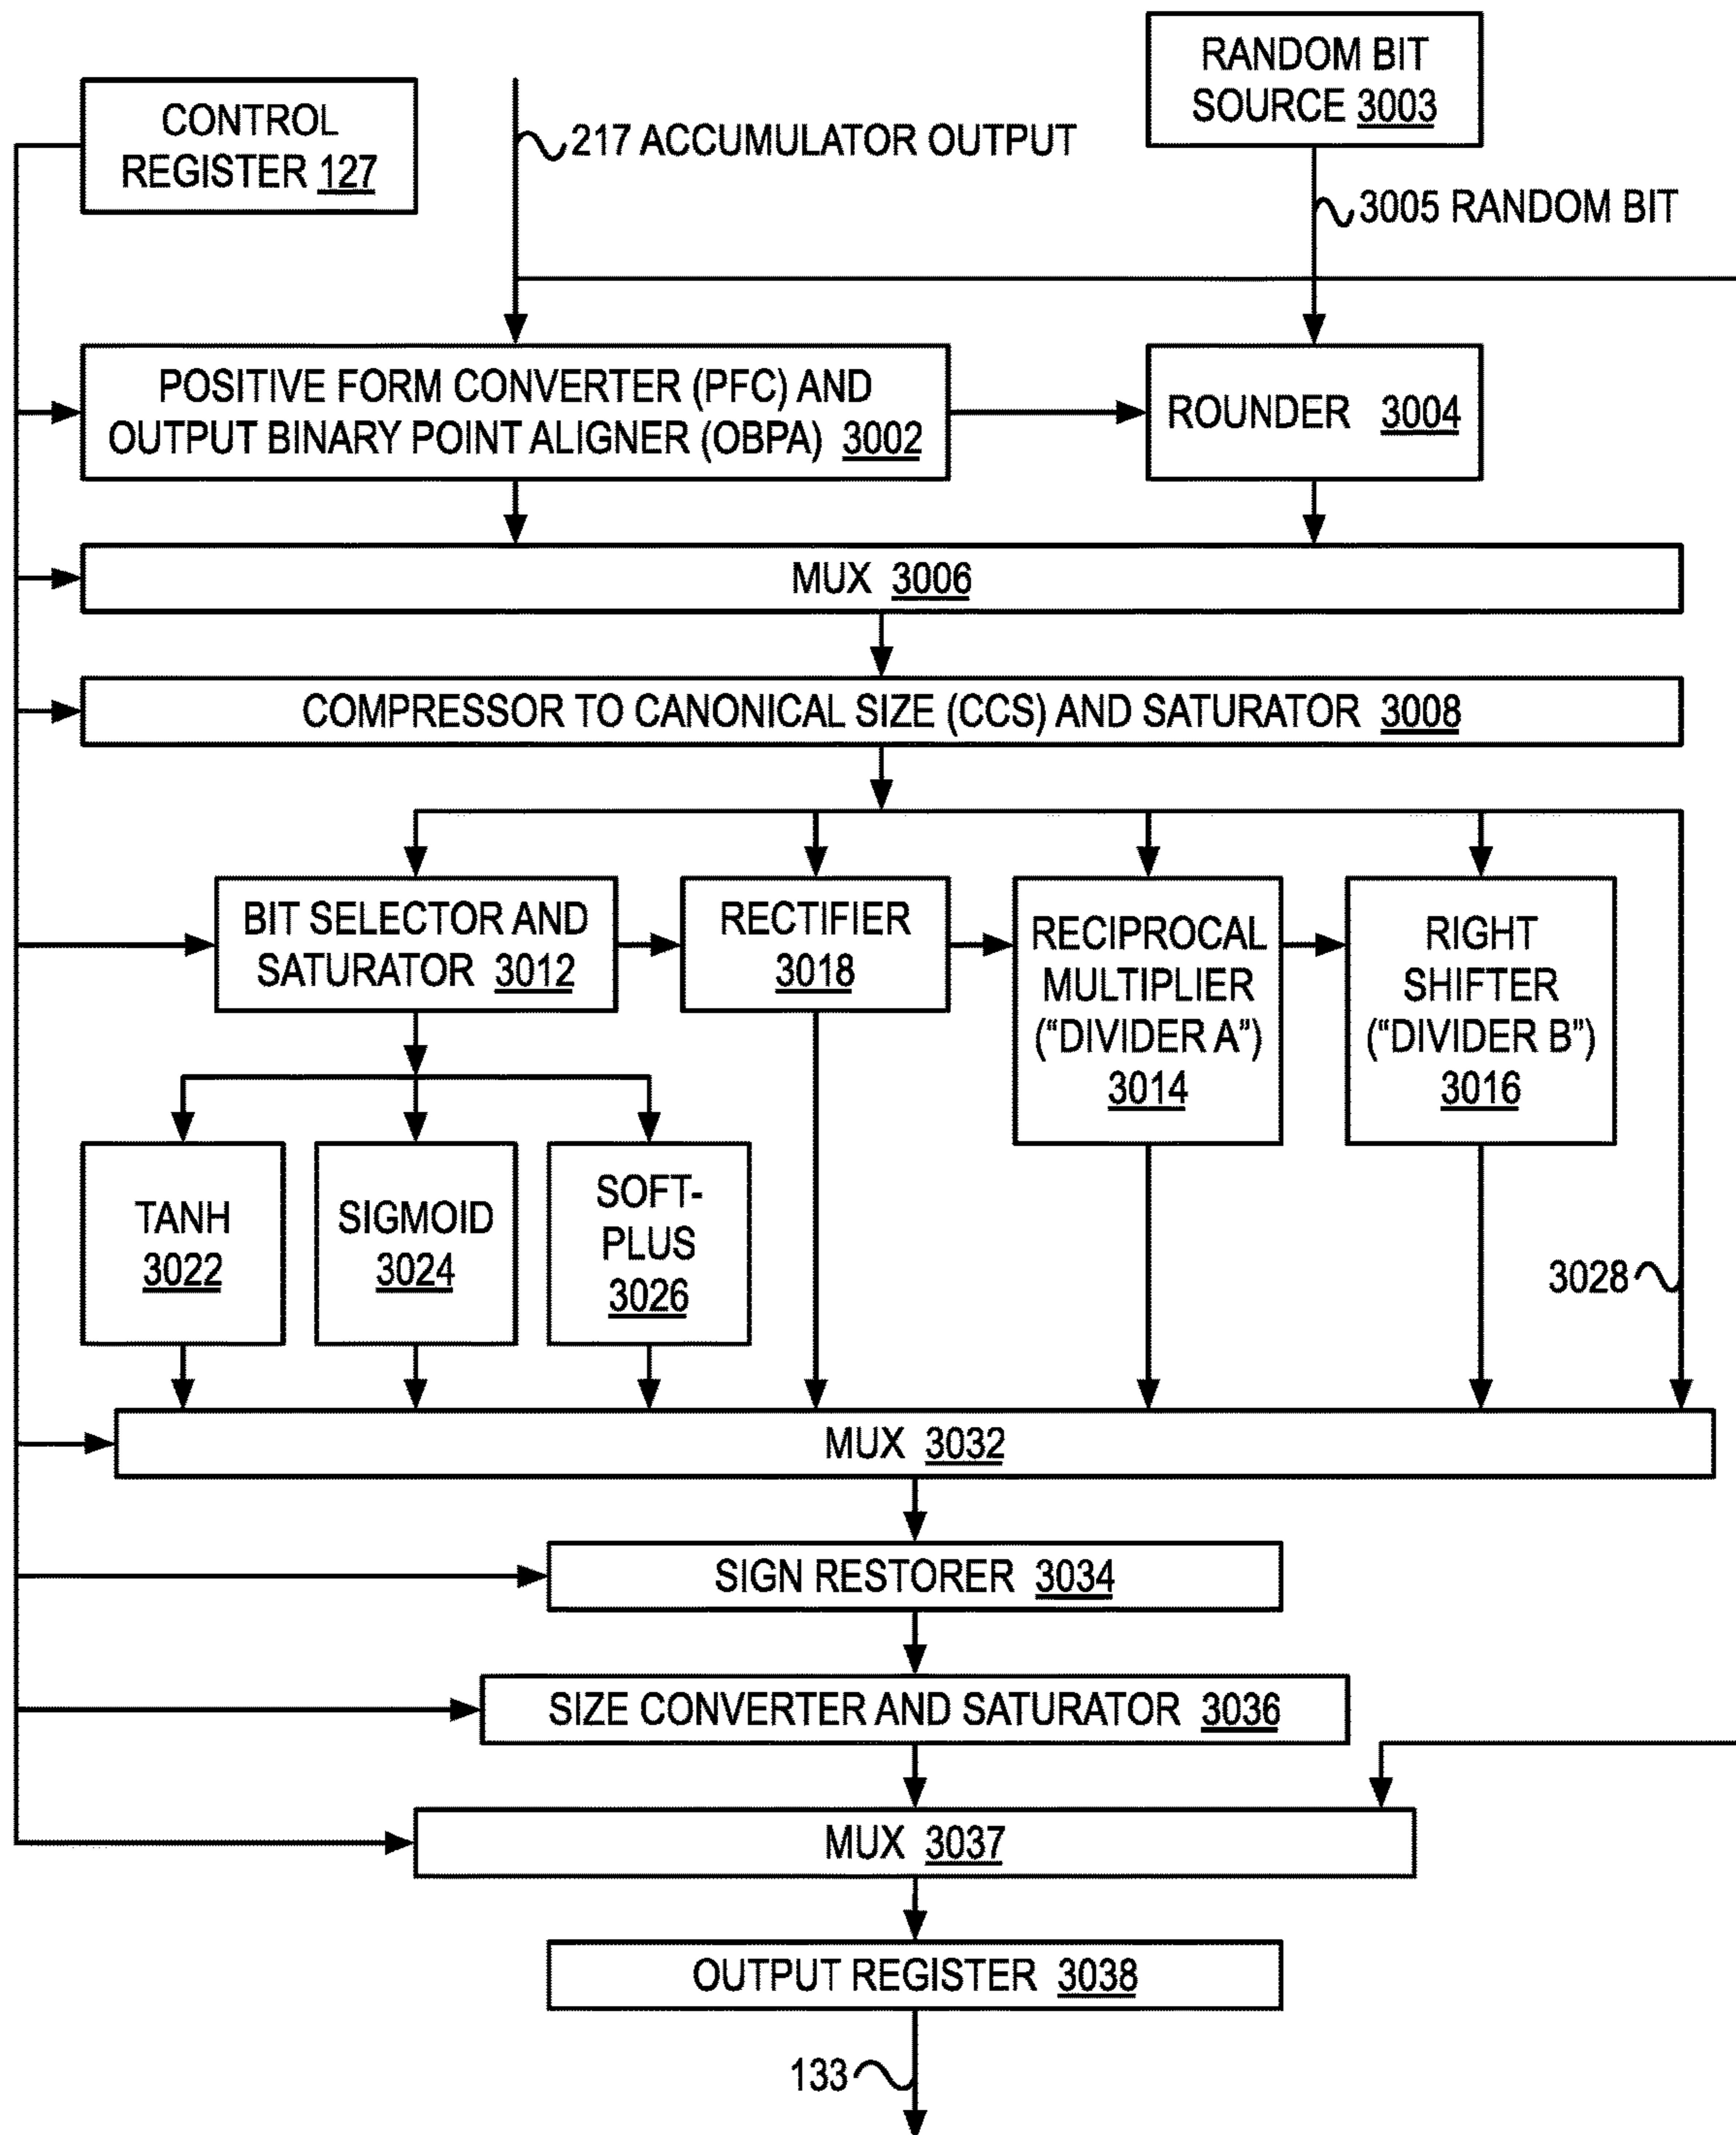 RANDOM BIT
SOURCE 3003
CONTROL
REGISTER 127
217 ACCUMULATOR OUTPUT
3005 RANDOM BIT
POSITIVE FORM CONVERTER (PFC) AND
OUTPUT BINARY POINT ALIGNER (OBPA) 3002
ROUNDER 3004
MUX 3006
COMPRESSOR TO CANONICAL SIZE (CCS) AND SATURATOR 3008
BIT SELECTOR AND
SATURATOR 3012
RECTIFIER
3018
RECIPROCAL
MULTIPLIER
("DIVIDER A")
3014
RIGHT
SHIFTER
("DIVIDER B")
3016
TANH
3022
SIGMOID
3024
SOFT-
PLUS
3026
3028
MUX 3032
SIGN RESTORER 3034
SIZE CONVERTER AND SATURATOR 3036
MUX 3037
OUTPUT REGISTER 3038
133